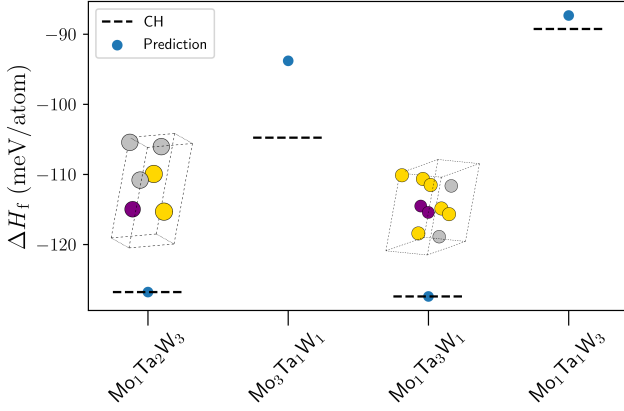 CH
Prediction
ΔH_f (meV/atom)
−90
−100
−110
−120
Mo₁Ta₂W₃
Mo₃Ta₁W₁
Mo₁Ta₃W₁
Mo₁Ta₁W₃